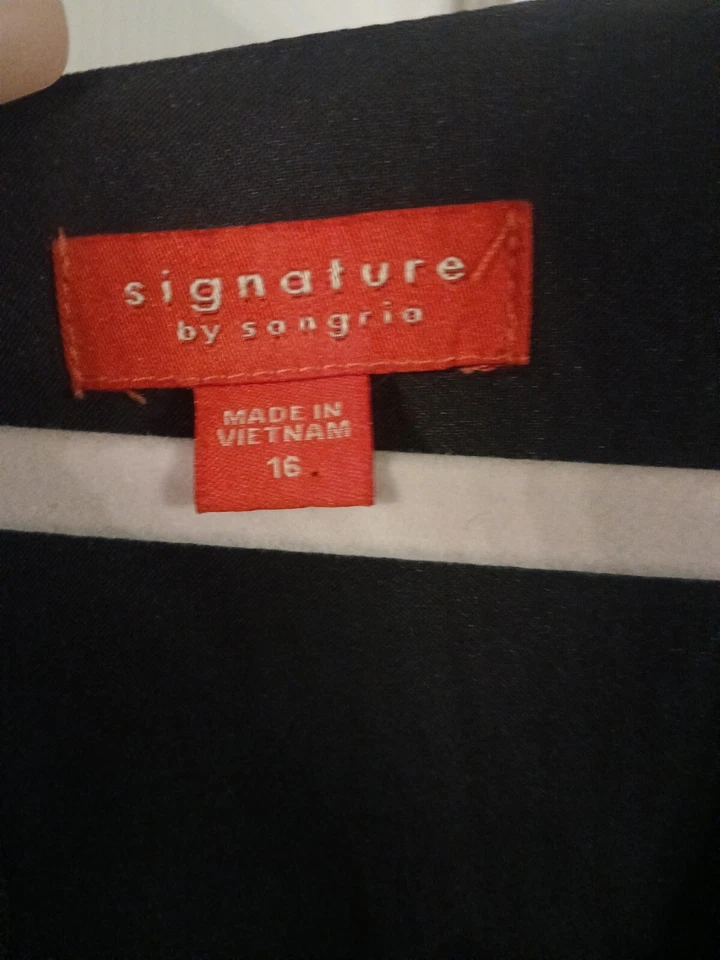 signature
by sangria
MADE IN
VIETNAM
16